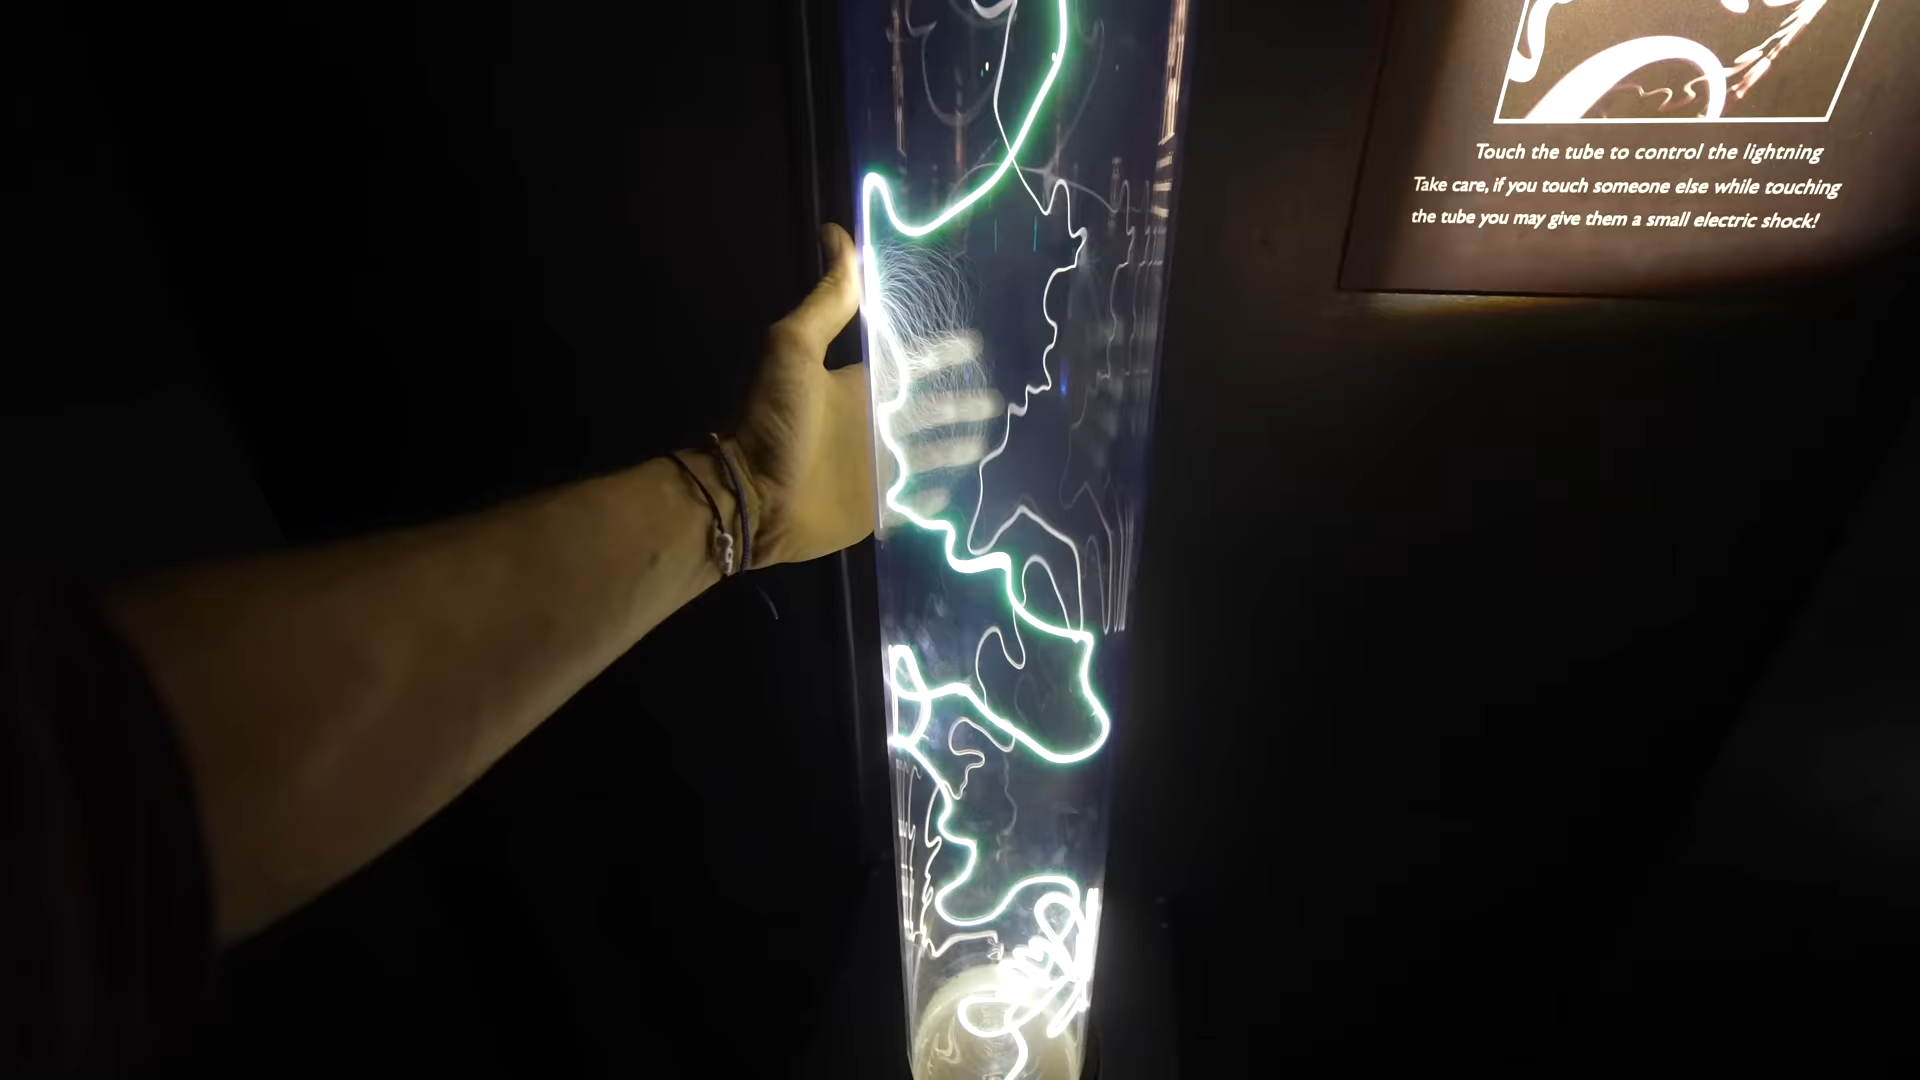 Touch the tube to control the lightning
Take care, if you touch someone else while touching
the tube you may give them a small electric shock!